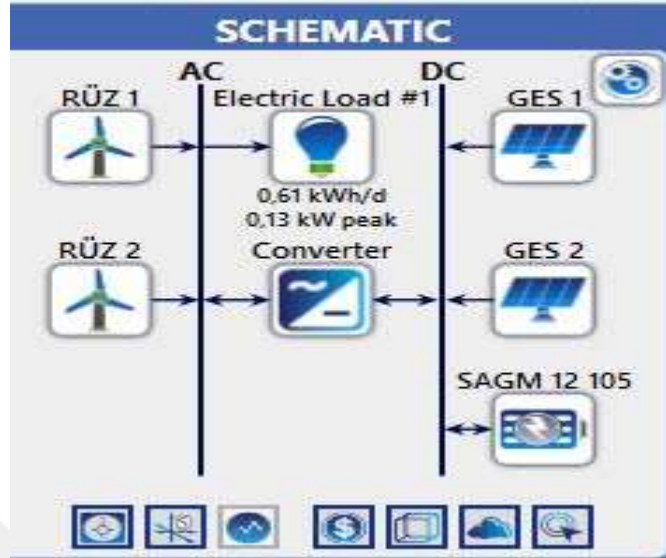 SCHEMATIC
AC DC
RÜZ 1 Electric Load #1 GES 1
0,61 kWh/d
0,13 kW peak
RÜZ 2 Converter GES 2
SAGM 12 105